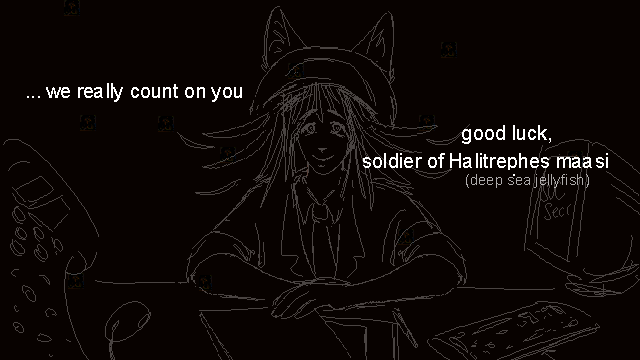 ... we really count on you
good luck,
soldier of Halitrephes maasi
(deep sea jellyfish)